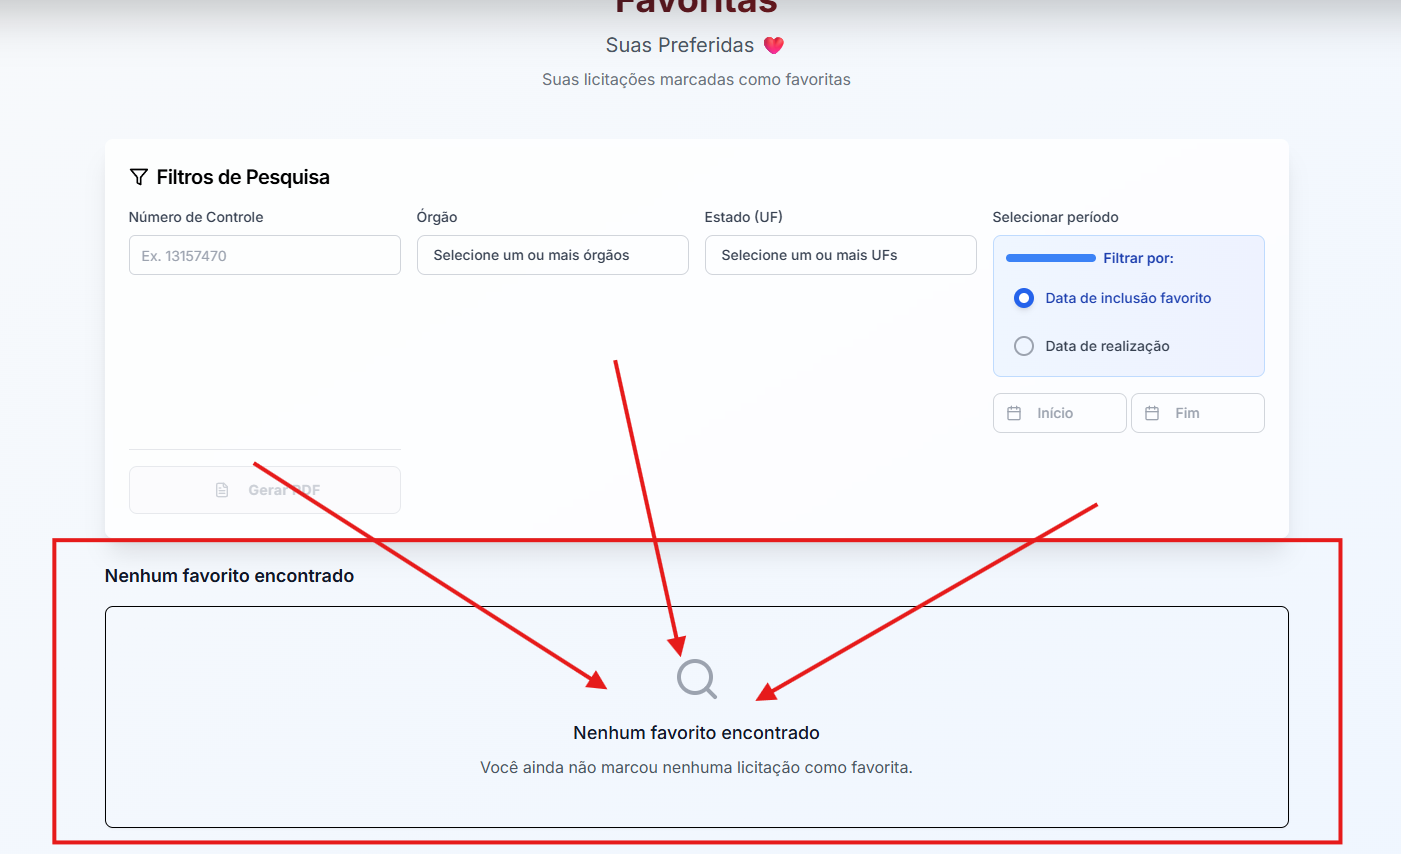 Favoritas
Suas Preferidas
Suas licitações marcadas como favoritas
Filtros de Pesquisa
Número de Controle
Órgão
Estado (UF)
Selecionar período
Ex. 13157470
Selecione um ou mais órgãos
Selecione um ou mais UFs
Filtrar por:
Data de inclusão favorito
Data de realização
Início
Fim
Gerar PDF
Nenhum favorito encontrado
Nenhum favorito encontrado
Você ainda não marcou nenhuma licitação como favorita.